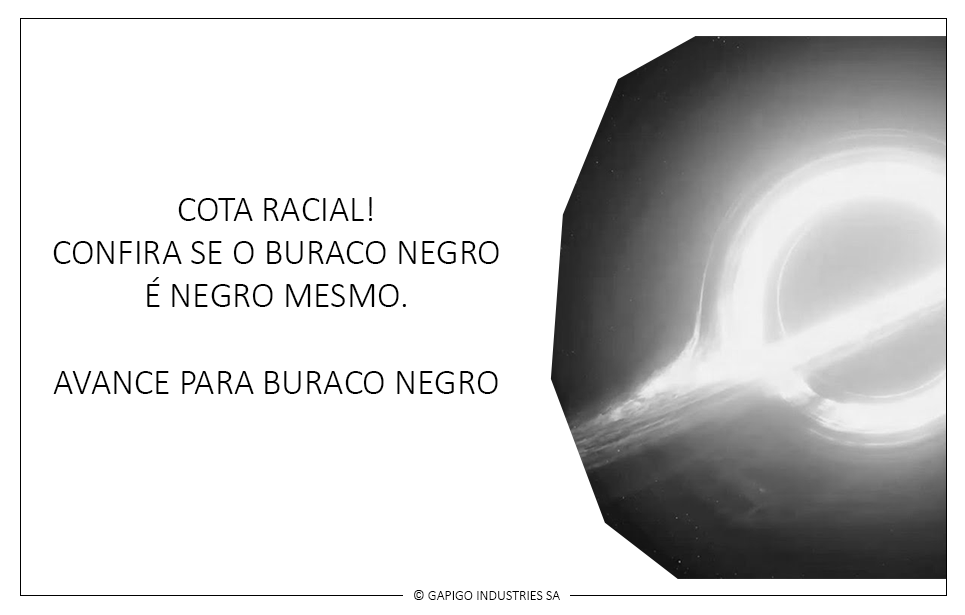 COTA RACIAL!
CONFIRA SE O BURACO NEGRO
É NEGRO MESMO.
AVANCE PARA BURACO NEGRO
© GAPIGO INDUSTRIES SA